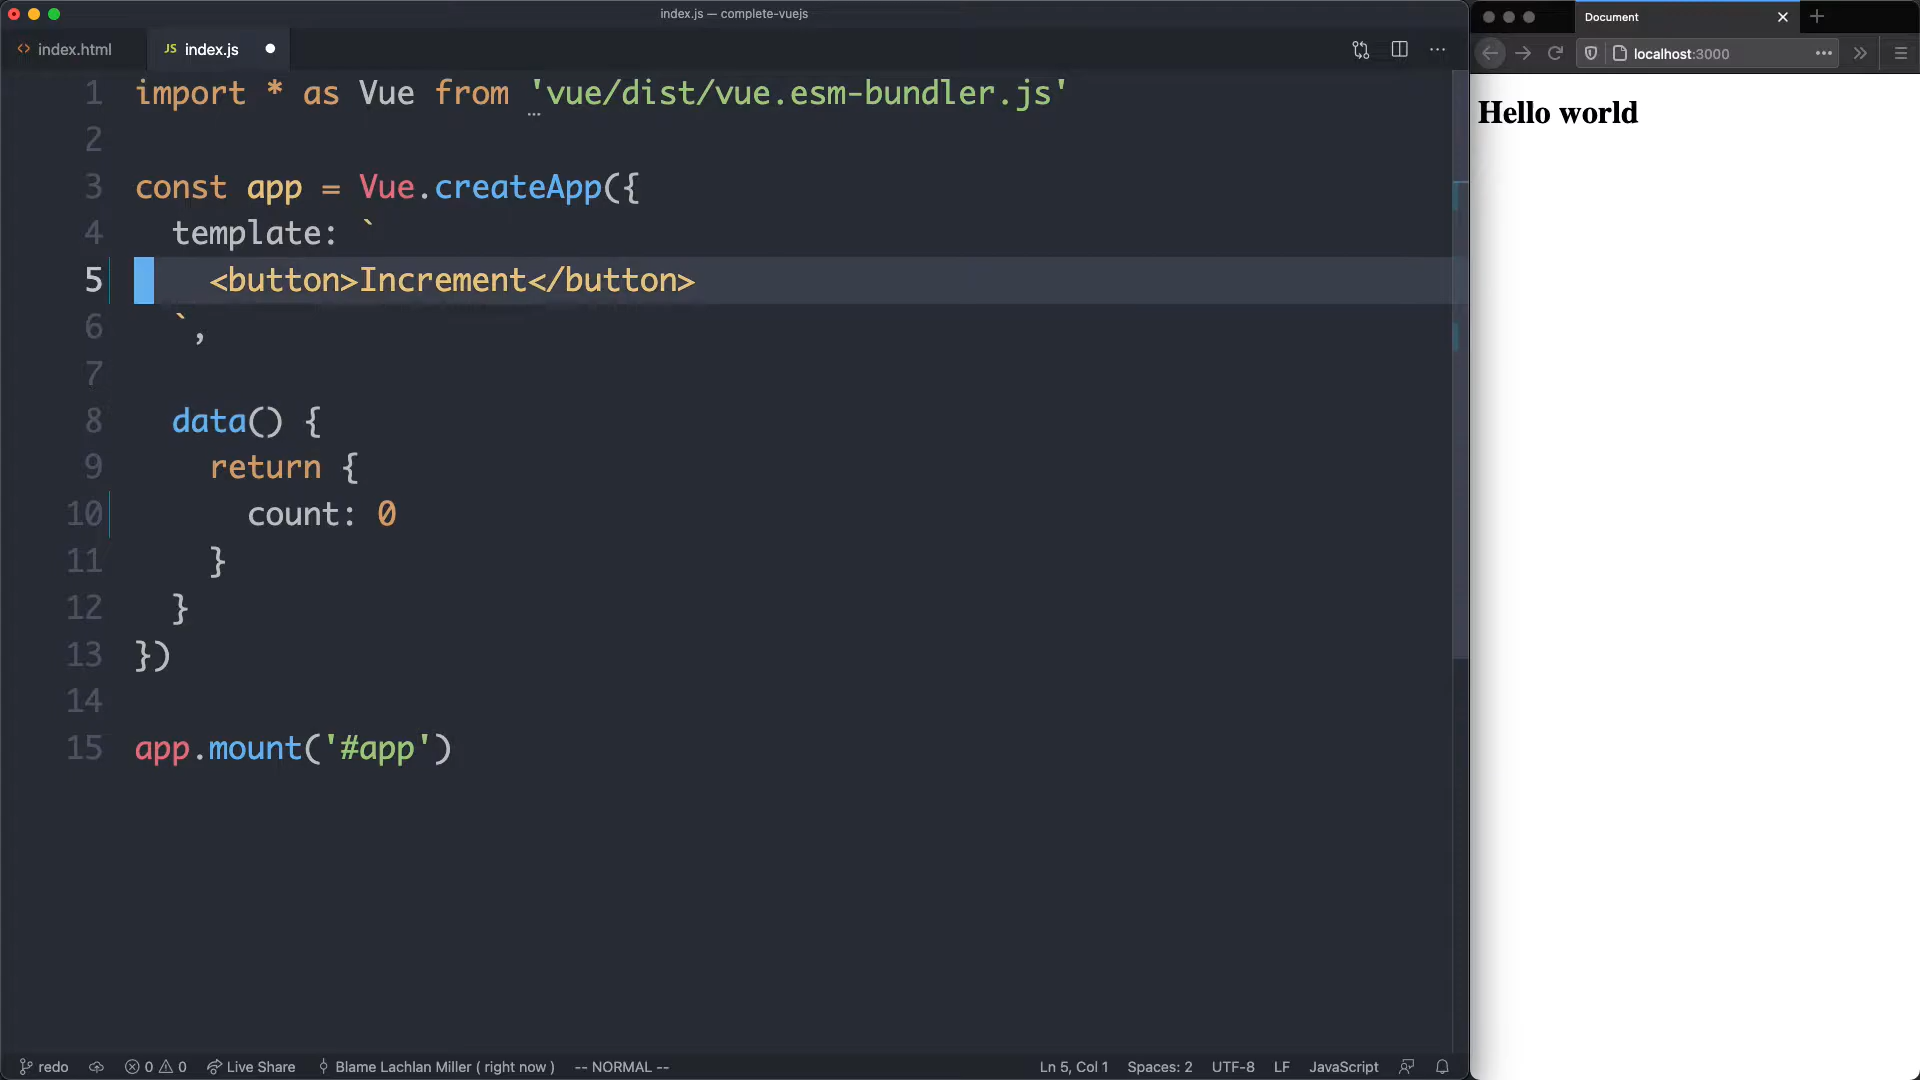 index.js — complete-vuejs
<> index.html
JS index.js
1 import * as Vue from 'vue/dist/vue.esm-bundler.js'
2
3 const app = Vue.createApp({
4 template: `
5 <button>Increment</button>
6 `,
7
8 data() {
9 return {
10 count: 0
11 }
12 }
13 })
14
15 app.mount('#app')
redo 0 0 Live Share Blame Lachlan Miller ( right now ) -- NORMAL -- Ln 5, Col 1 Spaces: 2 UTF-8 LF JavaScript
Document
localhost:3000
Hello world